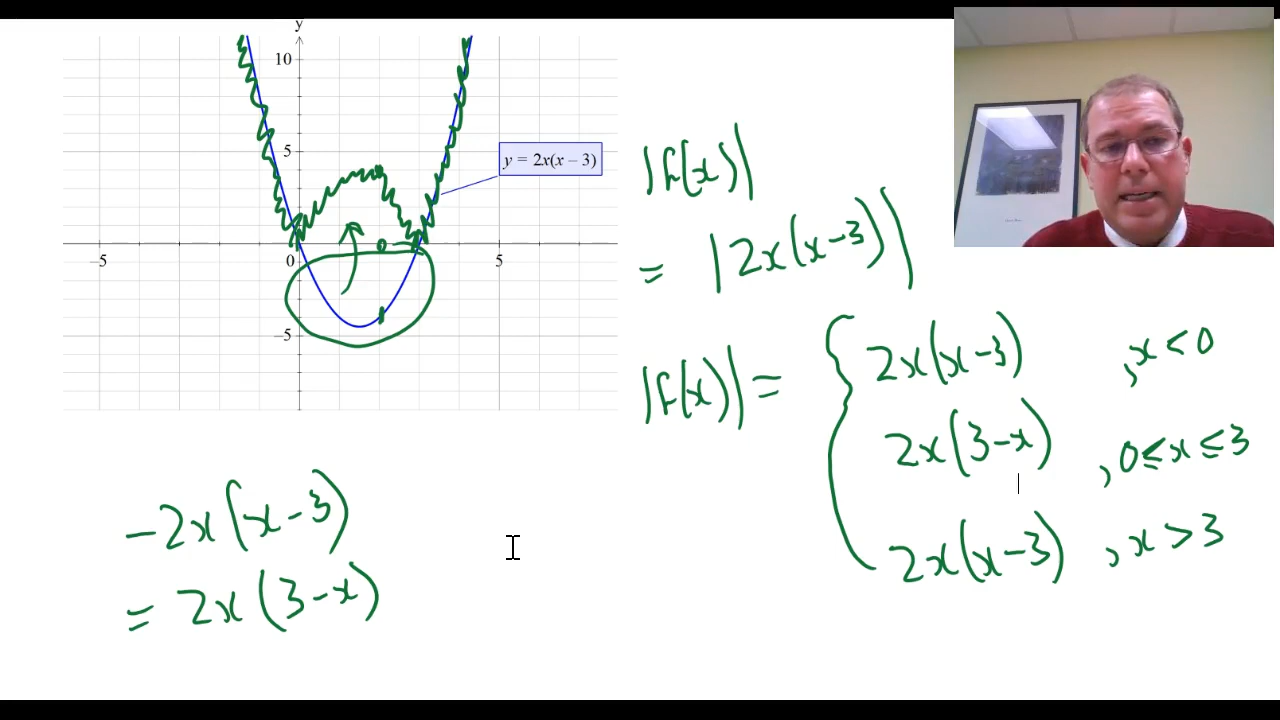 y
10
5
y = 2x(x – 3)
−5
0
5
−5
|f(x)|
= |2x(x−3)|
|f(x)| = { 2x(x−3) , x < 0
2x(3−x) , 0 ≤ x ≤ 3
2x(x−3) , x > 3
−2x(x−3)
= 2x(3−x)